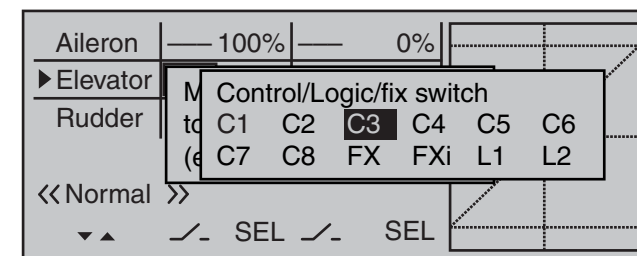 Aileron ––– 100% ––– 0%
▶Elevator
Rudder
M
to
(e
Control/Logic/fix switch
C1 C2 C3 C4 C5 C6
C7 C8 FX FXi L1 L2
«Normal »
▼▲ SEL SEL